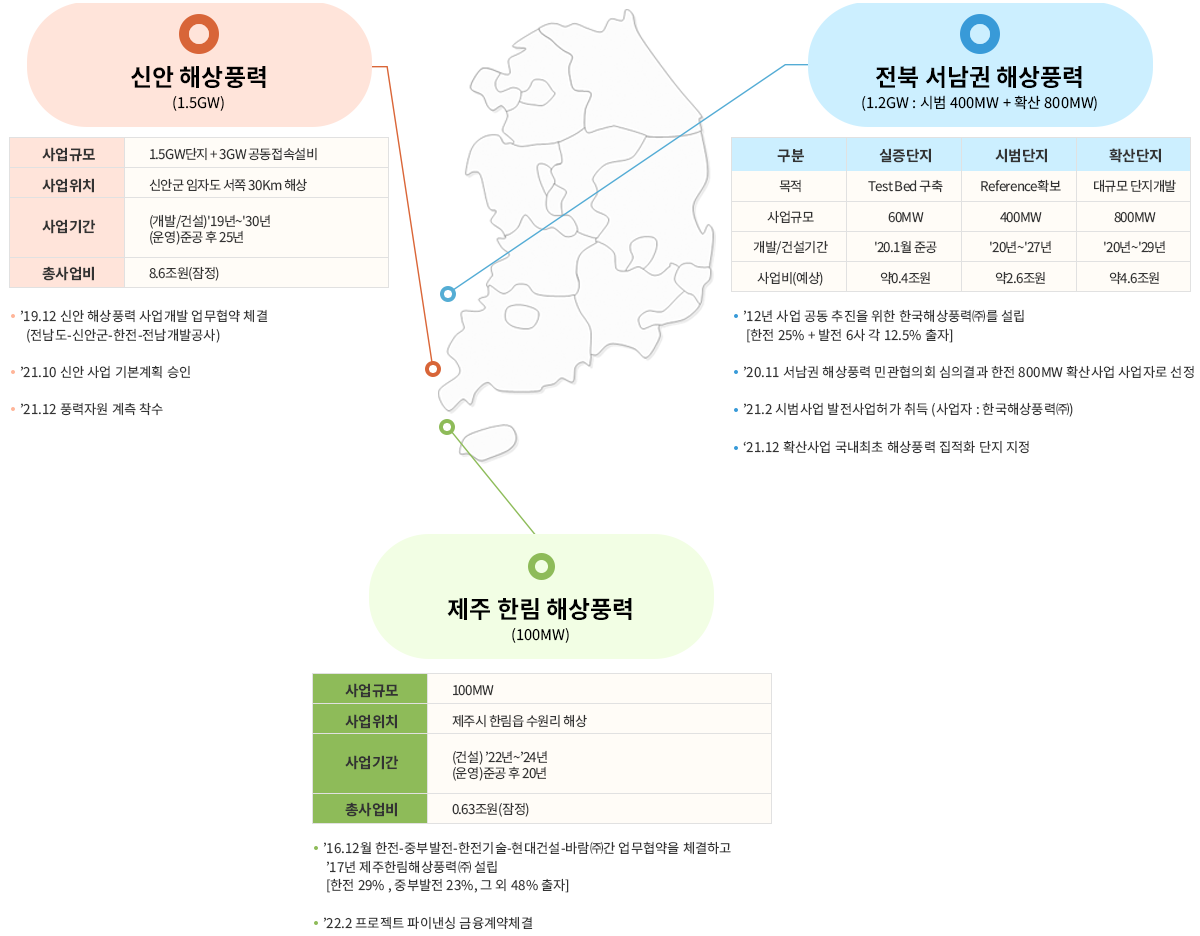 신안 해상풍력
(1.5GW)
사업규모 1.5GW단지 + 3GW 공동접속설비
사업위치 신안군 임자도 서쪽 30Km 해상
사업기간 (개발/건설)'19년~'30년
(운영)준공 후 25년
총사업비 8.6조원(잠정)
’19.12 신안 해상풍력 사업개발 업무협약 체결
(전남도-신안군-한전-전남개발공사)
’21.10 신안 사업 기본계획 승인
’21.12 풍력자원 계측 착수
전북 서남권 해상풍력
(1.2GW : 시범 400MW + 확산 800MW)
구분 실증단지 시범단지 확산단지
목적 Test Bed 구축 Reference확보 대규모 단지개발
사업규모 60MW 400MW 800MW
개발/건설기간 '20.1월 준공 '20년~'27년 '20년~'29년
사업비(예상) 약0.4조원 약2.6조원 약4.6조원
’12년 사업 공동 추진을 위한 한국해상풍력㈜를 설립
[한전 25% + 발전 6사 각 12.5% 출자]
’20.11 서남권 해상풍력 민관협의회 심의결과 한전 800MW 확산사업 사업자로 선정
’21.2 시범사업 발전사업허가 취득 (사업자 : 한국해상풍력㈜)
‘21.12 확산사업 국내최초 해상풍력 집적화 단지 지정
제주 한림 해상풍력
(100MW)
사업규모 100MW
사업위치 제주시 한림읍 수원리 해상
사업기간 (건설) ’22년~’24년
(운영)준공 후 20년
총사업비 0.63조원(잠정)
’16.12월 한전-중부발전-한전기술-현대건설-바람㈜간 업무협약을 체결하고
’17년 제주한림해상풍력㈜ 설립
[한전 29% , 중부발전 23%, 그 외 48% 출자]
’22.2 프로젝트 파이낸싱 금융계약체결